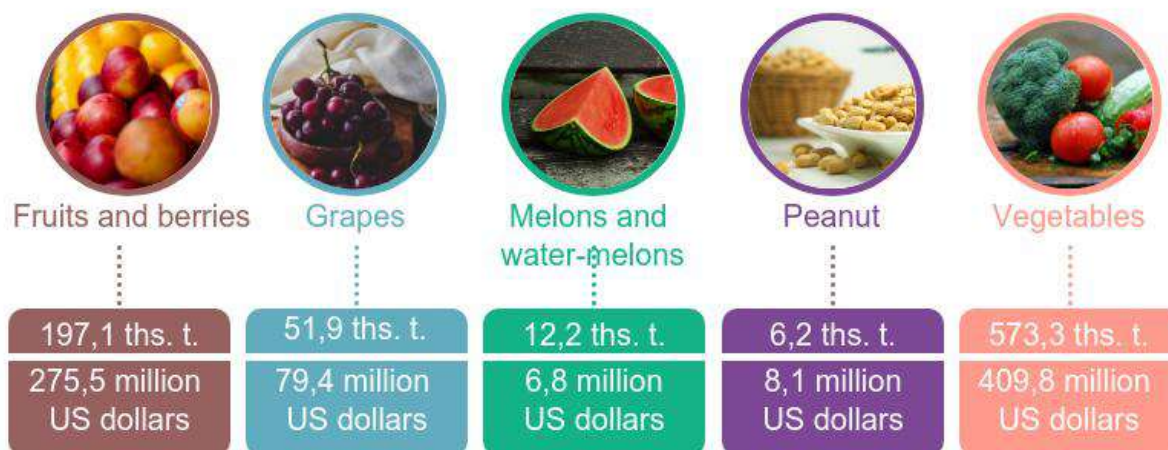 Fruits and berries
197,1 ths. t.
275,5 million
US dollars
Grapes
51,9 ths. t.
79,4 million
US dollars
Melons and
water-melons
12,2 ths. t.
6,8 million
US dollars
Peanut
6,2 ths. t.
8,1 million
US dollars
Vegetables
573,3 ths. t.
409,8 million
US dollars